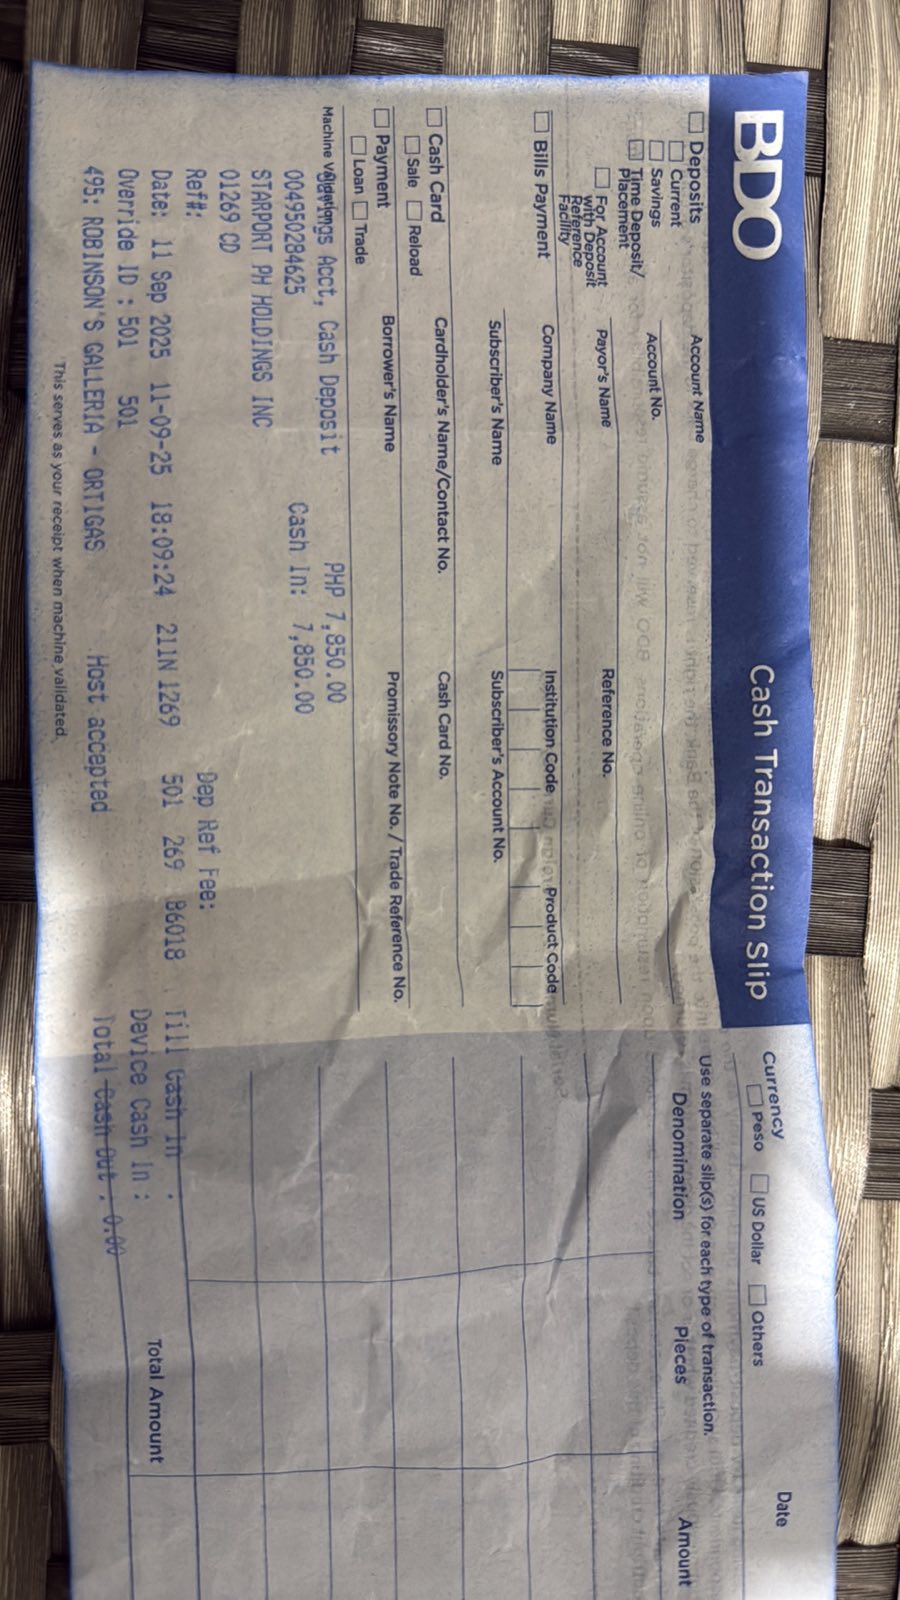 BDO
Cash Transaction Slip
Currency
Peso
US Dollar
Others
Date
Use separate slip(s) for each type of transaction.
Denomination
Pieces
Amount
Deposits
Current
Savings
Time Deposit/
Placement
For Account
with Deposit
Reference
Facility
Account Name
Account No.
Payor's Name
Reference No.
Bills Payment
Company Name
Institution Code
Product Code
Subscriber's Name
Subscriber's Account No.
Cash Card
Sale
Reload
Cardholder's Name/Contact No.
Cash Card No.
Payment
Loan
Trade
Borrower's Name
Promissory Note No. / Trade Reference No.
Machine Validations
Savings Acct, Cash Deposit PHP 7,850.00
004950284625 Cash In: 7,850.00
STARPORT PH HOLDINGS INC
01269 CD
Ref#: Dep Ref Fee:
Date: 11 Sep 2025 11-09-25 18:09:24 211N 1269 501 269 86018 Till Cash In :
Override ID : 501 501 Device Cash In :
495: ROBINSON'S GALLERIA - ORTIGAS Host accepted Total Cash Out : 0.00
Total Amount
This serves as your receipt when machine validated.